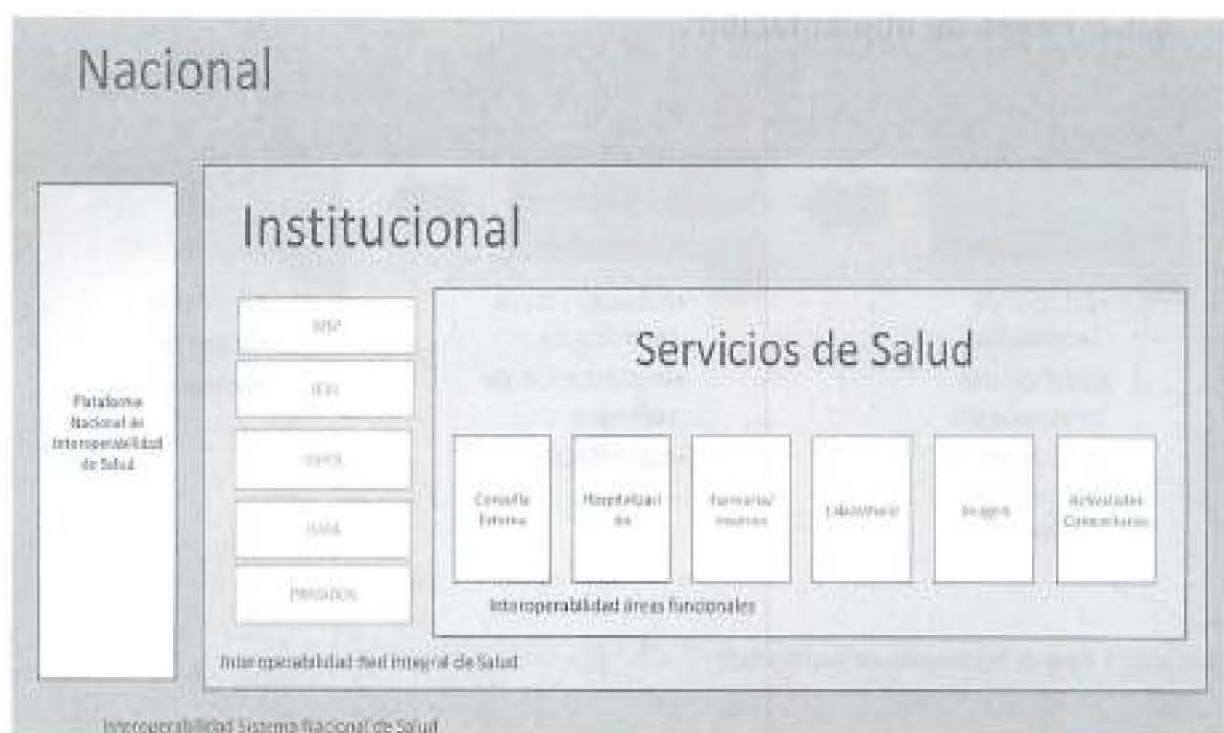 Nacional
Institucional
Servicios de Salud
Plataforma
Nacional de
Interoperabilidad
de Salud
PRIVADOS
Consulta
Externa
Hospitalizaci
ón
Farmacia/
insumos
Laboratorio
Imagen
Actividades
Comunitarias
Interoperabilidad áreas funcionales
Interoperabilidad Red Integral de Salud
Interoperabilidad Sistema Nacional de Salud